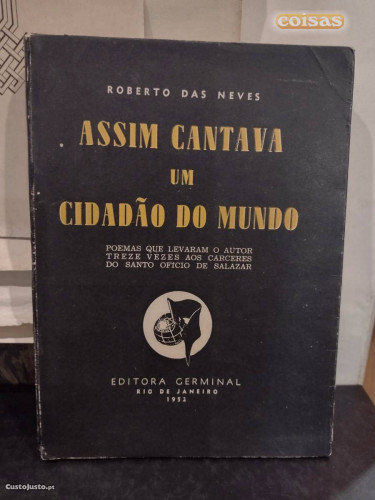 coisas
ROBERTO DAS NEVES
ASSIM CANTAVA
UM
CIDADÃO DO MUNDO
POEMAS QUE LEVARAM O AUTOR
TREZE VEZES AOS CÁRCERES
DO SANTO OFÍCIO DE SALAZAR
EDITORA GERMINAL
RIO DE JANEIRO
1952
CustoJusto.pt